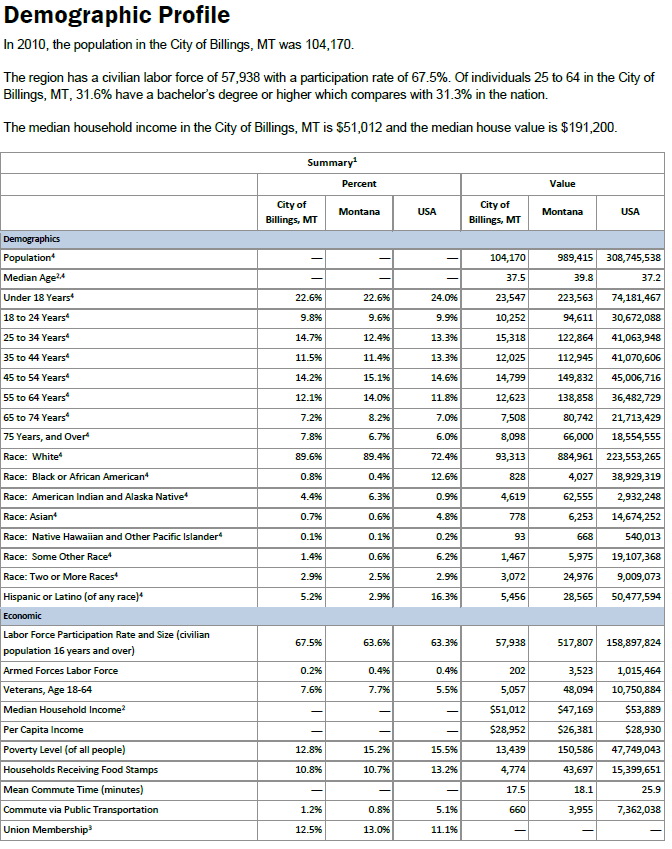 Demographic Profile
In 2010, the population in the City of Billings, MT was 104,170.
The region has a civilian labor force of 57,938 with a participation rate of 67.5%. Of individuals 25 to 64 in the City of
Billings, MT, 31.6% have a bachelor's degree or higher which compares with 31.3% in the nation.
The median household income in the City of Billings, MT is $51,012 and the median house value is $191,200.
Summary¹
Percent Value
City of Billings, MT Montana USA City of Billings, MT Montana USA
Demographics
Population⁴ — — — 104,170 989,415 308,745,538
Median Age²,⁴ — — — 37.5 39.8 37.2
Under 18 Years⁴ 22.6% 22.6% 24.0% 23,547 223,563 74,181,467
18 to 24 Years⁴ 9.8% 9.6% 9.9% 10,252 94,611 30,672,088
25 to 34 Years⁴ 14.7% 12.4% 13.3% 15,318 122,864 41,063,948
35 to 44 Years⁴ 11.5% 11.4% 13.3% 12,025 112,945 41,070,606
45 to 54 Years⁴ 14.2% 15.1% 14.6% 14,799 149,832 45,006,716
55 to 64 Years⁴ 12.1% 14.0% 11.8% 12,623 138,858 36,482,729
65 to 74 Years⁴ 7.2% 8.2% 7.0% 7,508 80,742 21,713,429
75 Years, and Over⁴ 7.8% 6.7% 6.0% 8,098 66,000 18,554,555
Race: White⁴ 89.6% 89.4% 72.4% 93,313 884,961 223,553,265
Race: Black or African American⁴ 0.8% 0.4% 12.6% 828 4,027 38,929,319
Race: American Indian and Alaska Native⁴ 4.4% 6.3% 0.9% 4,619 62,555 2,932,248
Race: Asian⁴ 0.7% 0.6% 4.8% 778 6,253 14,674,252
Race: Native Hawaiian and Other Pacific Islander⁴ 0.1% 0.1% 0.2% 93 668 540,013
Race: Some Other Race⁴ 1.4% 0.6% 6.2% 1,467 5,975 19,107,368
Race: Two or More Races⁴ 2.9% 2.5% 2.9% 3,072 24,976 9,009,073
Hispanic or Latino (of any race)⁴ 5.2% 2.9% 16.3% 5,456 28,565 50,477,594
Economic
Labor Force Participation Rate and Size (civilian
population 16 years and over) 67.5% 63.6% 63.3% 57,938 517,807 158,897,824
Armed Forces Labor Force 0.2% 0.4% 0.4% 202 3,523 1,015,464
Veterans, Age 18-64 7.6% 7.7% 5.5% 5,057 48,094 10,750,884
Median Household Income² — — — $51,012 $47,169 $53,889
Per Capita Income — — — $28,952 $26,381 $28,930
Poverty Level (of all people) 12.8% 15.2% 15.5% 13,439 150,586 47,749,043
Households Receiving Food Stamps 10.8% 10.7% 13.2% 4,774 43,697 15,399,651
Mean Commute Time (minutes) — — — 17.5 18.1 25.9
Commute via Public Transportation 1.2% 0.8% 5.1% 660 3,955 7,362,038
Union Membership³ 12.5% 13.0% 11.1% — — —